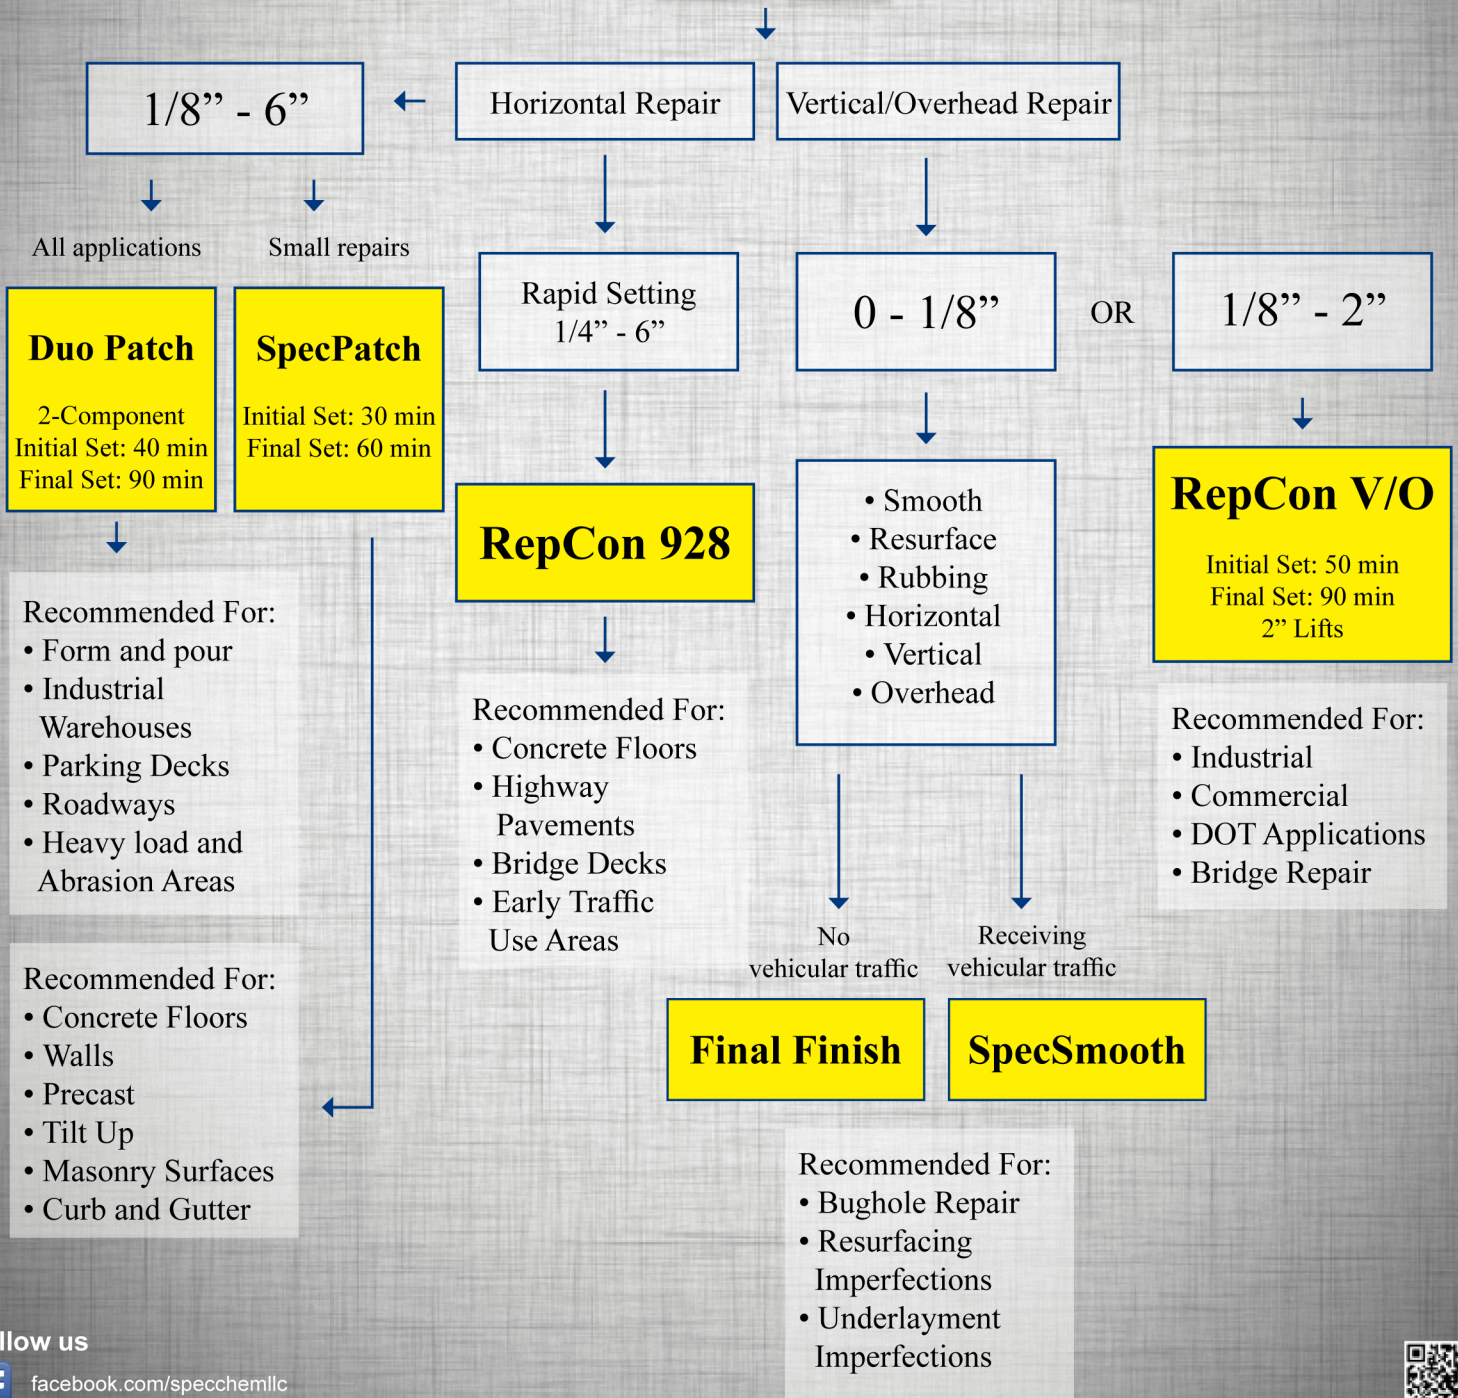 Horizontal Repair
Vertical/Overhead Repair
1/8” - 6”
All applications
Small repairs
Duo Patch
2-Component
Initial Set: 40 min
Final Set: 90 min
SpecPatch
Initial Set: 30 min
Final Set: 60 min
Recommended For:
• Form and pour
• Industrial
Warehouses
• Parking Decks
• Roadways
• Heavy load and
Abrasion Areas
Recommended For:
• Concrete Floors
• Walls
• Precast
• Tilt Up
• Masonry Surfaces
• Curb and Gutter
Rapid Setting
1/4” - 6”
RepCon 928
Recommended For:
• Concrete Floors
• Highway
Pavements
• Bridge Decks
• Early Traffic
Use Areas
0 - 1/8”
OR
1/8” - 2”
• Smooth
• Resurface
• Rubbing
• Horizontal
• Vertical
• Overhead
No
vehicular traffic
Final Finish
Receiving
vehicular traffic
SpecSmooth
Recommended For:
• Bughole Repair
• Resurfacing
Imperfections
• Underlayment
Imperfections
RepCon V/O
Initial Set: 50 min
Final Set: 90 min
2” Lifts
Recommended For:
• Industrial
• Commercial
• DOT Applications
• Bridge Repair
llow us
facebook.com/specchemllc